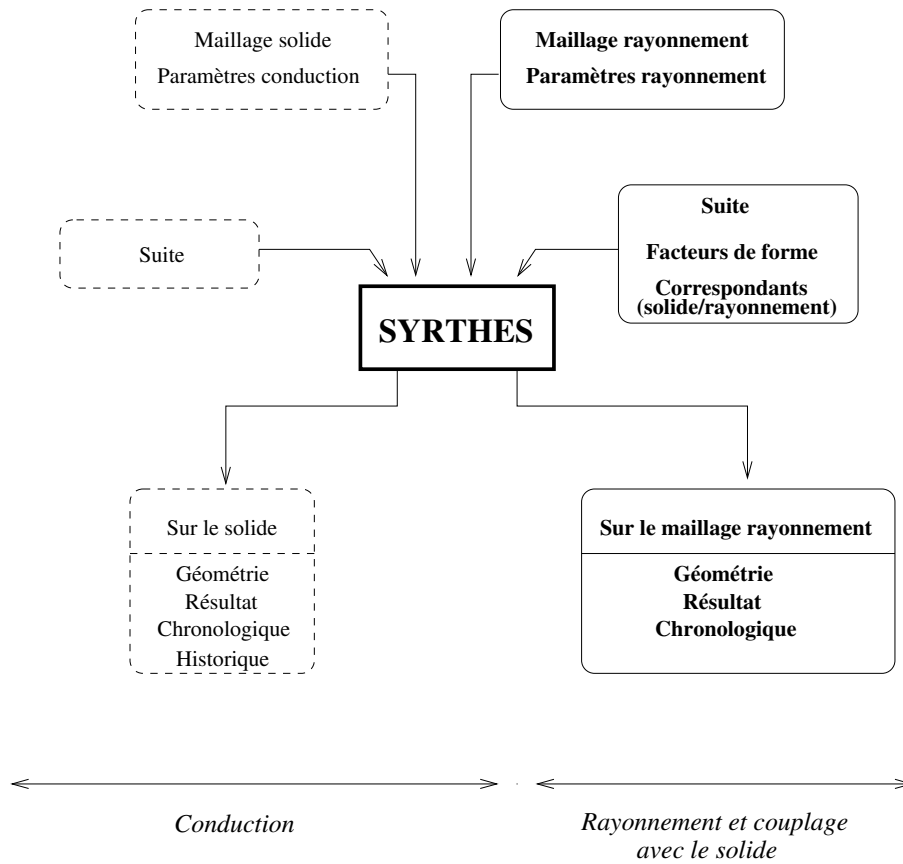 Maillage solide
Paramètres conduction
Maillage rayonnement
Paramètres rayonnement
Suite
Suite
Facteurs de forme
Correspondants
(solide/rayonnement)
SYRTHES
Sur le solide
Géométrie
Résultat
Chronologique
Historique
Sur le maillage rayonnement
Géométrie
Résultat
Chronologique
Conduction
Rayonnement et couplage
avec le solide